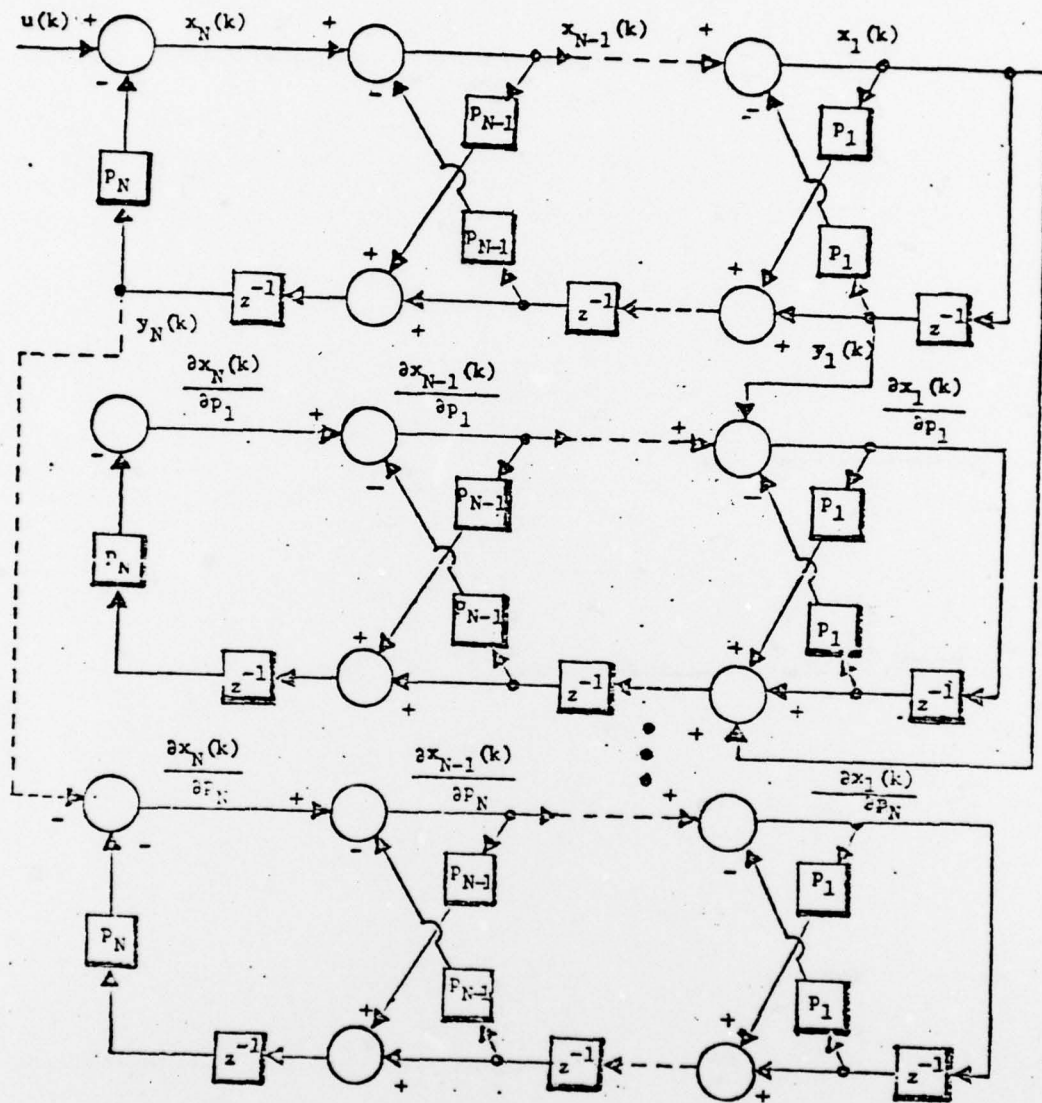 u(k) + x_N(k) + x_{N-1}(k) + x_1(k)
- - -
P_{N-1} P_1
P_N
P_{N-1} P_1
+ +
z^{-1} z^{-1} z^{-1}
+ +
y_N(k) y_1(k)
∂x_N(k)/∂p_1 ∂x_{N-1}(k)/∂p_1 ∂x_1(k)/∂p_1
+ +
- - -
P_{N-1} P_1
P_N
P_{N-1} P_1
+ +
z^{-1} z^{-1} z^{-1}
+ + +
∂x_N(k)/∂p_N ∂x_{N-1}(k)/∂p_N ∂x_1(k)/∂p_N
+ +
- - - -
P_{N-1} P_1
P_N
P_{N-1} P_1
+ +
z^{-1} z^{-1} z^{-1}
+ +